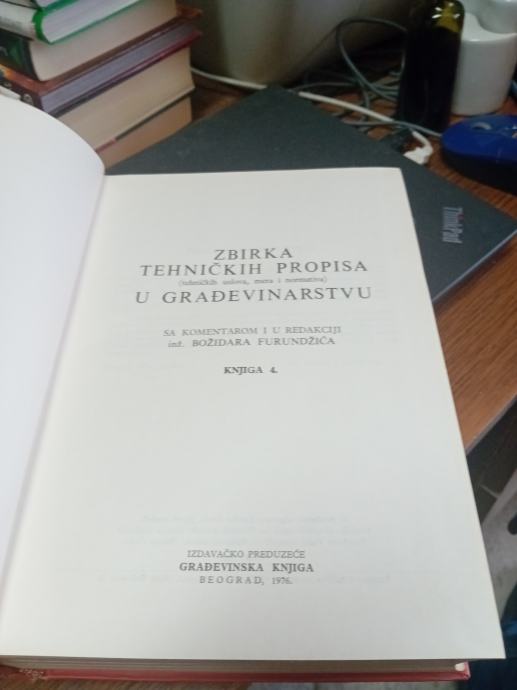 ZBIRKA
TEHNIČKIH PROPISA
(tehničkih uslova, mera i normativa)
U GRAĐEVINARSTVU
SA KOMENTAROM I U REDAKCIJI
inž. BOŽIDARA FURUNDŽIĆA
KNJIGA 4.
IZDAVAČKO PREDUZEĆE
GRAĐEVINSKA KNJIGA
BEOGRAD, 1976.
ThinkPad